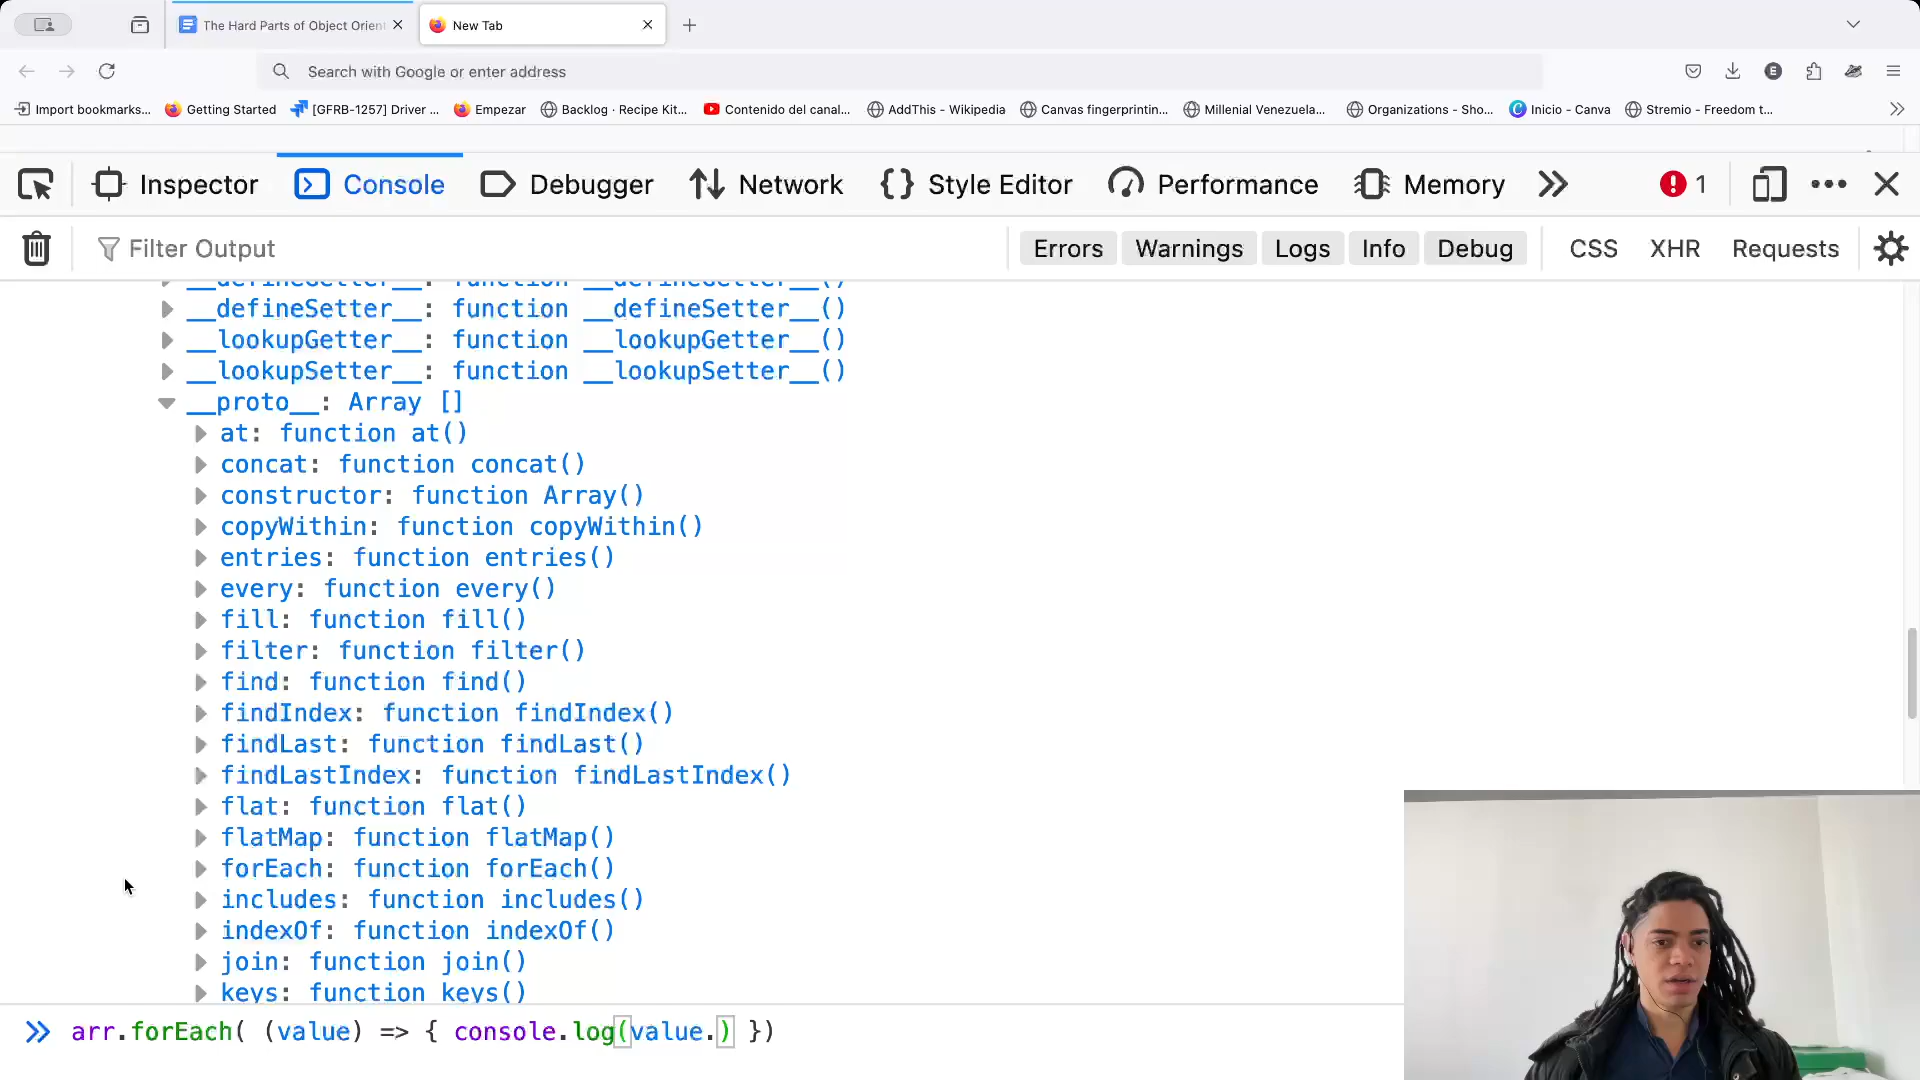 The Hard Parts of Object Orient
New Tab
Search with Google or enter address
E
Import bookmarks...
Getting Started
[GFRB-1257] Driver ...
Empezar
Backlog · Recipe Kit...
Contenido del canal...
AddThis - Wikipedia
Canvas fingerprintin...
Millenial Venezuela...
Organizations - Sho...
Inicio - Canva
Stremio - Freedom t...
Inspector
Console
Debugger
Network
Style Editor
Performance
Memory
1
Filter Output
Errors
Warnings
Logs
Info
Debug
CSS
XHR
Requests
__defineGetter__: function __defineGetter__()
__defineSetter__: function __defineSetter__()
__lookupGetter__: function __lookupGetter__()
__lookupSetter__: function __lookupSetter__()
__proto__: Array []
at: function at()
concat: function concat()
constructor: function Array()
copyWithin: function copyWithin()
entries: function entries()
every: function every()
fill: function fill()
filter: function filter()
find: function find()
findIndex: function findIndex()
findLast: function findLast()
findLastIndex: function findLastIndex()
flat: function flat()
flatMap: function flatMap()
forEach: function forEach()
includes: function includes()
indexOf: function indexOf()
join: function join()
keys: function keys()
arr.forEach( (value) => { console.log(value.) })